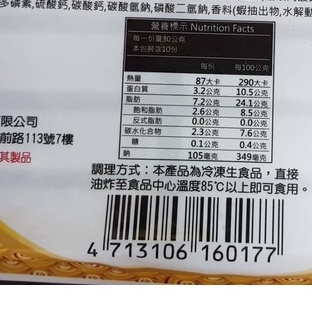 多磷素,硫酸鈣,碳酸鈣,碳酸氫鈉,磷酸二氫鈉,香料(蝦抽出物,水解動
營養標示 Nutrition Facts
每一份量30公克
本包裝含10份
每份 每100公克
熱量 87大卡 290大卡
蛋白質 3.2公克 10.5公克
脂肪 7.2公克 24.1公克
飽和脂肪 2.6公克 8.5公克
反式脂肪 0.0公克 0.0公克
碳水化合物 2.3公克 7.6公克
糖 0.1公克 0.4公克
鈉 105毫克 349毫克
限公司
前路113號7樓
其製品
調理方式：本產品為冷凍生食品，直接
油炸至食品中心溫度85℃以上即可食用。
4 713106 160177